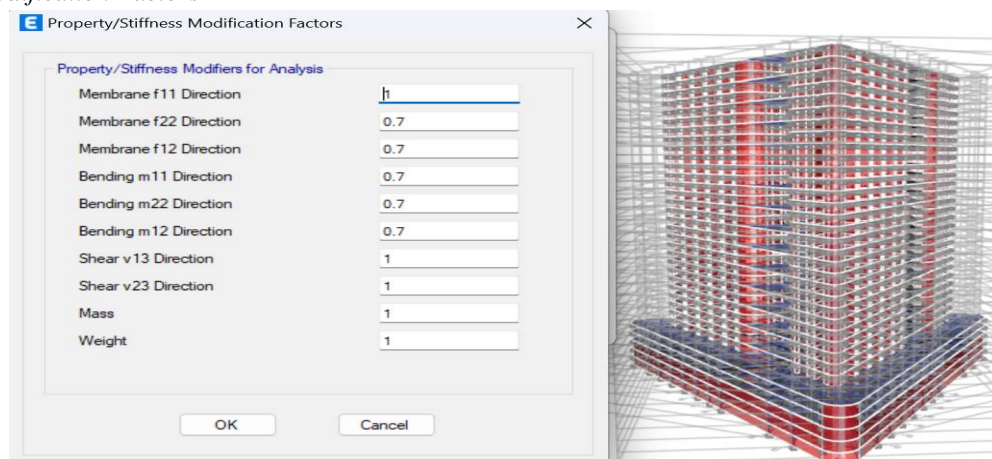 E Property/Stiffness Modification Factors
Property/Stiffness Modifiers for Analysis
Membrane f11 Direction 1
Membrane f22 Direction 0.7
Membrane f12 Direction 0.7
Bending m11 Direction 0.7
Bending m22 Direction 0.7
Bending m12 Direction 0.7
Shear v13 Direction 1
Shear v23 Direction 1
Mass 1
Weight 1
OK Cancel